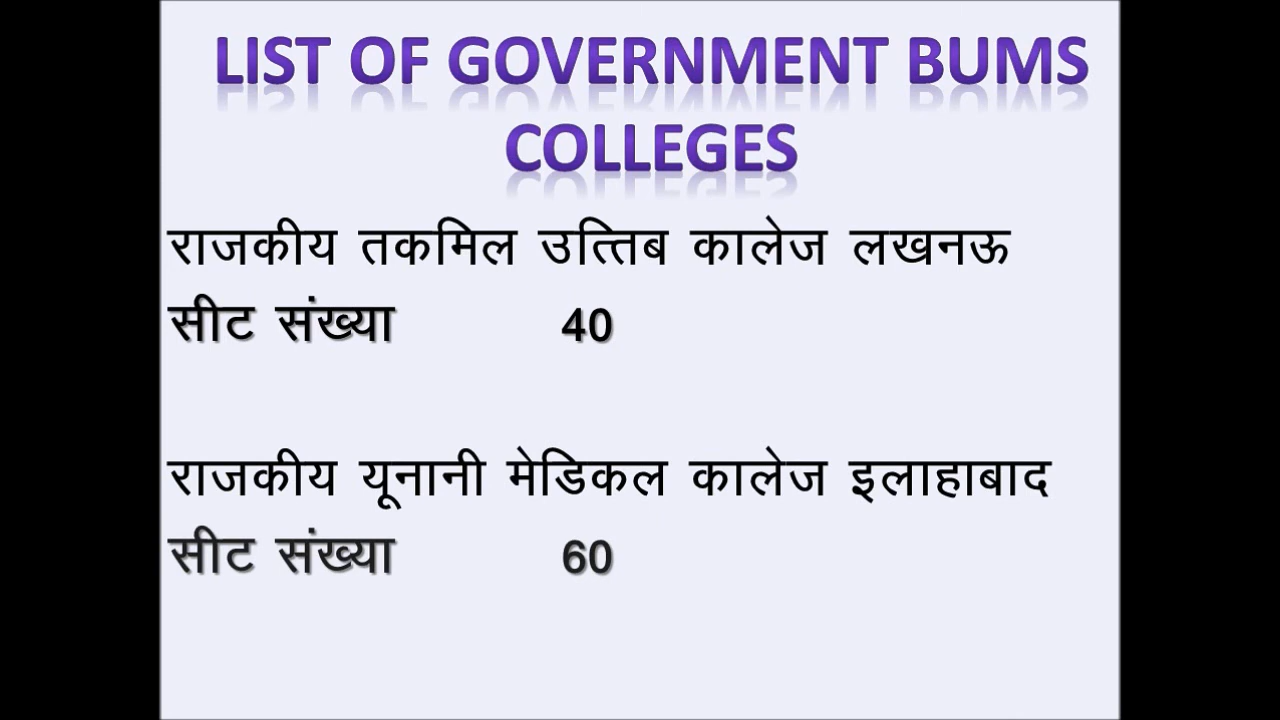 LIST OF GOVERNMENT BUMS
COLLEGES
राजकीय तकमिल उत्तिब कालेज लखनऊ
सीट संख्या 40
राजकीय यूनानी मेडिकल कालेज इलाहाबाद
सीट संख्या 60